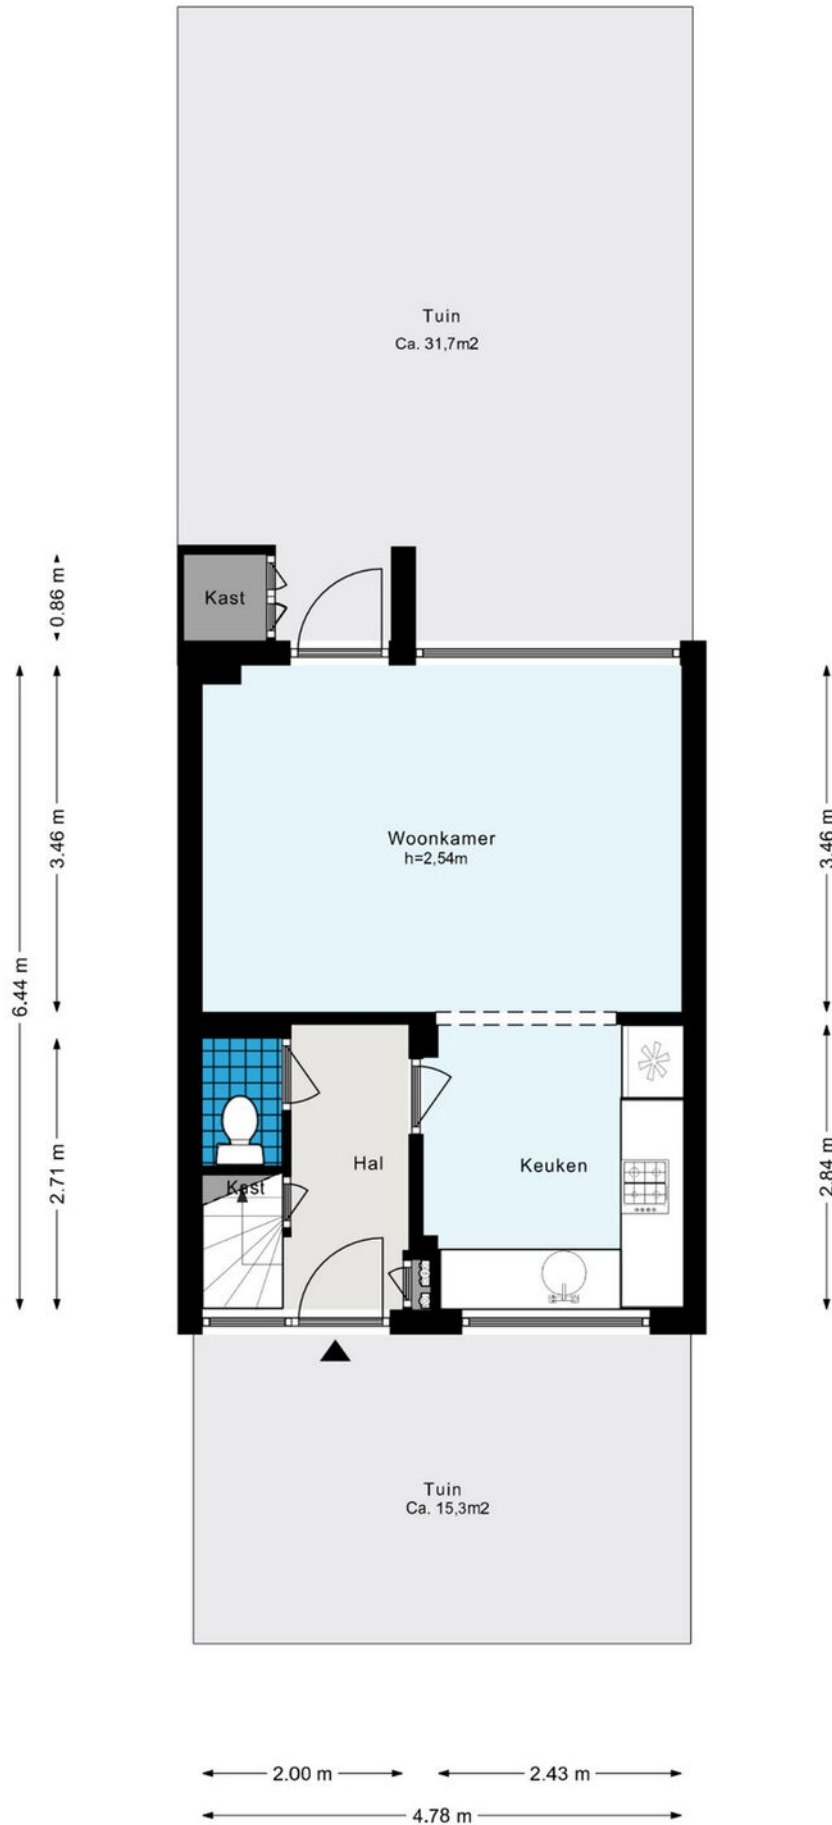 Tuin
Ca. 31,7m2
Kast
0.86 m
3.46 m
6.44 m
Woonkamer
h=2,54m
3.46 m
2.71 m
Hal
Keuken
Kast
2.84 m
Tuin
Ca. 15,3m2
2.00 m
2.43 m
4.78 m